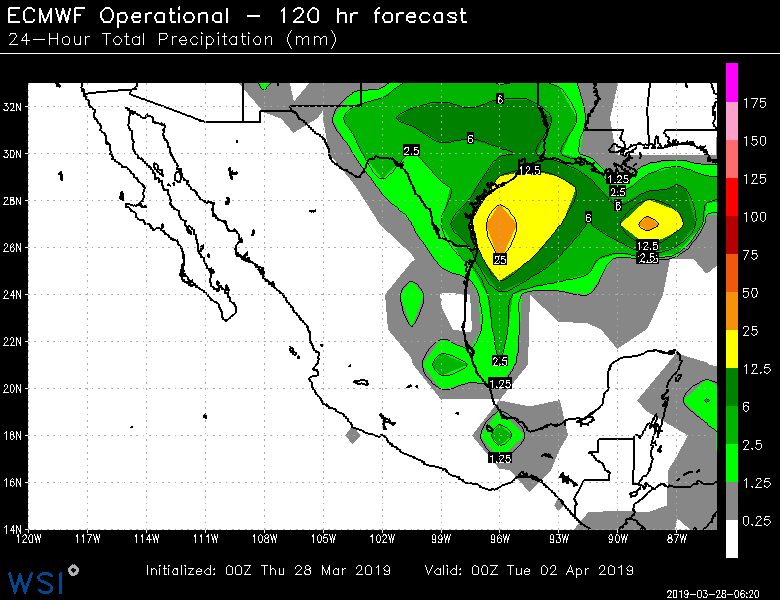 ECMWF Operational – 120 hr forecast
24–Hour Total Precipitation (mm)
32N
30N
28N
26N
24N
22N
20N
18N
16N
14N
120W 117W 114W 111W 108W 105W 102W 99W 96W 93W 90W 87W
6
6
2.5
12.5
1.25
2.5
6
6
12.5
2.5
25
2.5
1.25
1.25
175
150
125
100
75
50
25
12.5
6
2.5
1.25
0.25
Initialized: 00Z Thu 28 Mar 2019 Valid: 00Z Tue 02 Apr 2019
WSI
2019-03-28-06:20